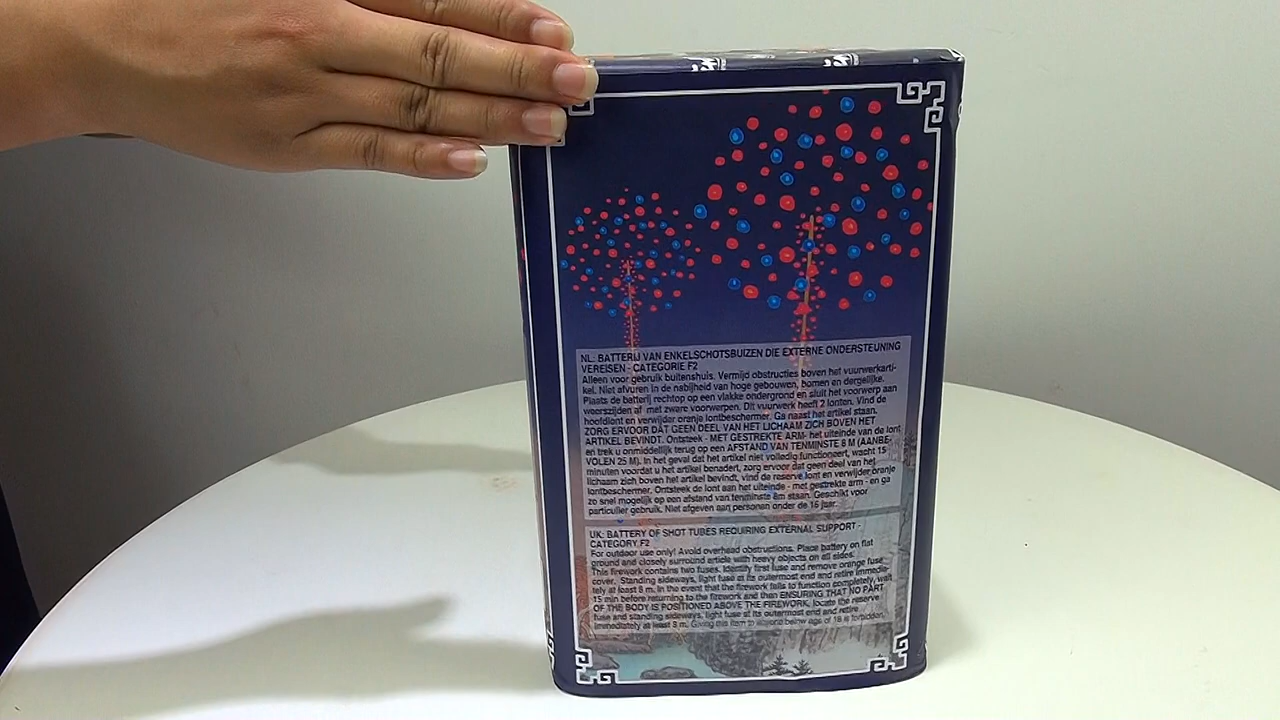 NL: BATTERIJ VAN ENKELSCHOTSBUIZEN DIE EXTERNE ONDERSTEUNING
VEREISEN - CATEGORIE F2
Alleen voor gebruik buitenshuis. Vermijd obstructies boven het vuurwerkarti-
kel. Niet afvuren in de nabijheid van hoge gebouwen, bomen en dergelijke.
Plaats de batterij rechtop op een vlakke ondergrond en sluit het voorwerp aan
weerszijden af met zware voorwerpen. Dit vuurwerk heeft 2 lonten. Vind de
hoofdlont en verwijder oranje lontbeschermer. Ga naast het artikel staan.
ZORG ERVOOR DAT GEEN DEEL VAN HET LICHAAM ZICH BOVEN HET
ARTIKEL BEVINDT. Ontsteek - MET GESTREKTE ARM- het uiteinde van de lont
en trek u onmiddellijk terug op een AFSTAND VAN TENMINSTE 8 M (AANBE-
VOLEN 25 M). In het geval dat het artikel niet volledig functioneert, wacht 15
minuten voordat u het artikel benadert, zorg ervoor dat geen deel van het
lichaam zich boven het artikel bevindt, vind de reserve lont en verwijder oranje
lontbeschermer. Ontsteek de lont aan het uiteinde - met gestrekte arm - en ga
zo snel mogelijk op een afstand van tenminste 8m staan. Geschikt voor
particulier gebruik. Niet afgeven aan personen onder de 16 jaar.
UK: BATTERY OF SHOT TUBES REQUIRING EXTERNAL SUPPORT -
CATEGORY F2
For outdoor use only! Avoid overhead obstructions. Place battery on flat
ground and closely surround article with heavy objects on all sides.
This firework contains two fuses. Identify first fuse and remove orange fuse
cover. Standing sideways, light fuse at its outermost end and retire immedia-
tely at least 8 m. In the event that the firework fails to function completely, wait
15 min before returning to the firework and then ENSURING THAT NO PART
OF THE BODY IS POSITIONED ABOVE THE FIREWORK, locate the reserve
fuse and standing sideways, light fuse at its outermost end and retire
immediately at least 8 m. Giving this item to anyone below age of 18 is forbidden.